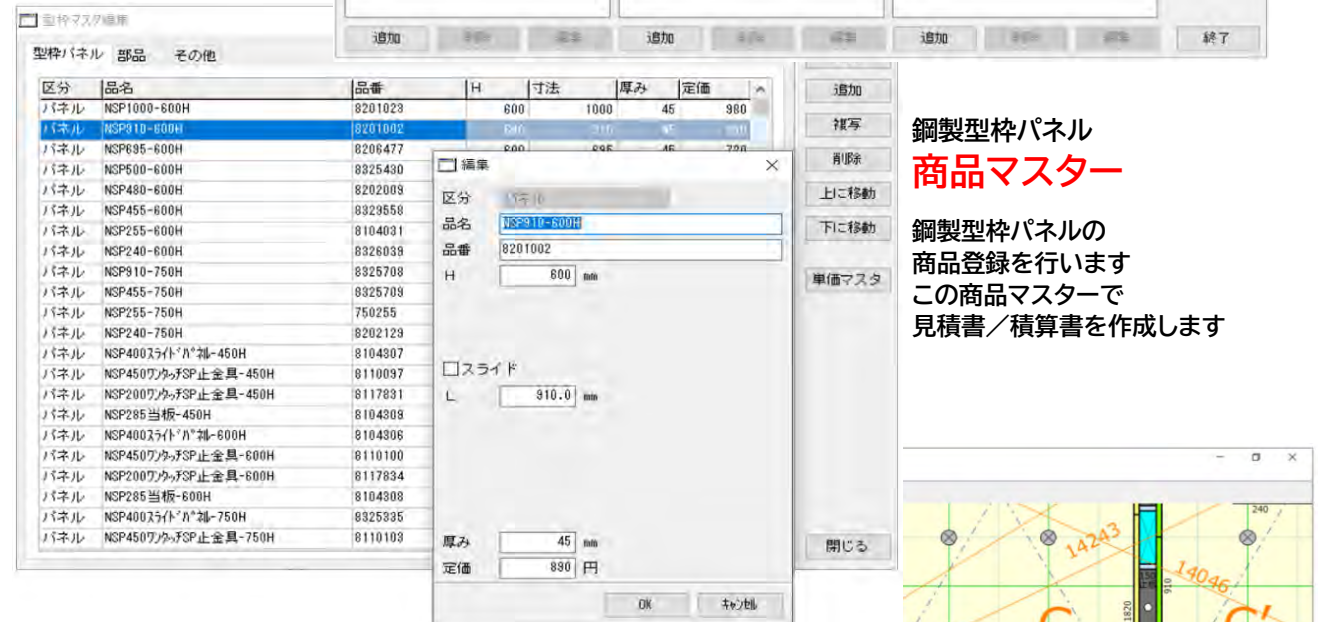 追加
追加
追加
終了
型枠マスタ編集
型枠パネル 部品 その他
区分 品名 品番 H 寸法 厚み 定価
パネル NSP1000-600H 8201023 600 1000 45 980
パネル NSP910-600H 8201002
パネル NSP695-600H 8206477 600 695 45 720
パネル NSP500-600H 8325430
パネル NSP480-600H 8202009
パネル NSP455-600H 8329558
パネル NSP255-600H 8104031
パネル NSP240-600H 8326039
パネル NSP910-750H 8325708
パネル NSP455-750H 8325709
パネル NSP255-750H 750255
パネル NSP240-750H 8202129
パネル NSP400スライドパネル-450H 8104307
パネル NSP450ワンタッチSP止金具-450H 8110097
パネル NSP200ワンタッチSP止金具-450H 8117831
パネル NSP285当板-450H 8104309
パネル NSP400スライドパネル-600H 8104306
パネル NSP450ワンタッチSP止金具-600H 8110100
パネル NSP200ワンタッチSP止金具-600H 8117834
パネル NSP285当板-600H 8104308
パネル NSP400スライドパネル-750H 8325335
パネル NSP450ワンタッチSP止金具-750H 8110103
編集
区分 パネル
品名 NSP910-600H
品番 8201002
H 600 mm
スライド
L 910.0 mm
厚み 45 mm
定価 890 円
OK キャンセル
追加
複写
削除
上に移動
下に移動
単価マスタ
閉じる
鋼製型枠パネル
商品マスター
鋼製型枠パネルの
商品登録を行います
この商品マスターで
見積書／積算書を作成します
240
14243
14046
910
1820
C
C'